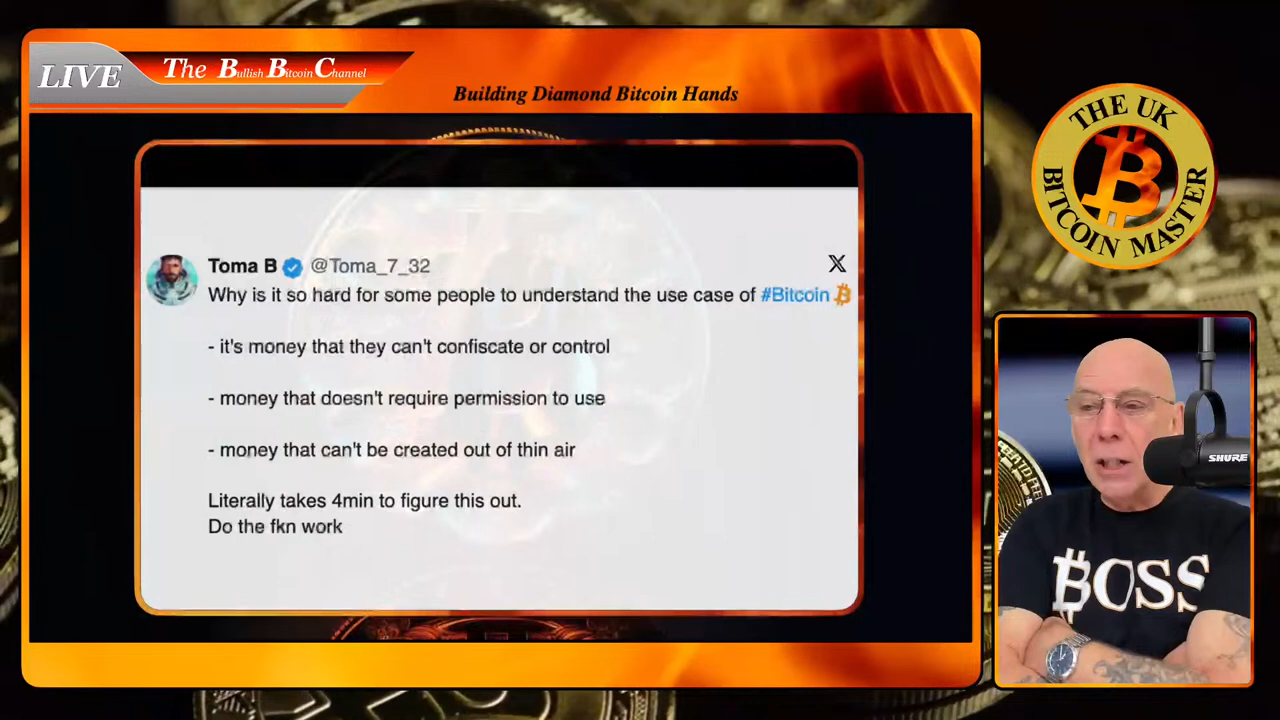 LIVE
The Bullish Bitcoin Channel
Building Diamond Bitcoin Hands
THE UK
BITCOIN MASTER
Toma B @Toma_7_32
Why is it so hard for some people to understand the use case of #Bitcoin
- it's money that they can't confiscate or control
- money that doesn't require permission to use
- money that can't be created out of thin air
Literally takes 4min to figure this out.
Do the fkn work
SHURE
₿OSS